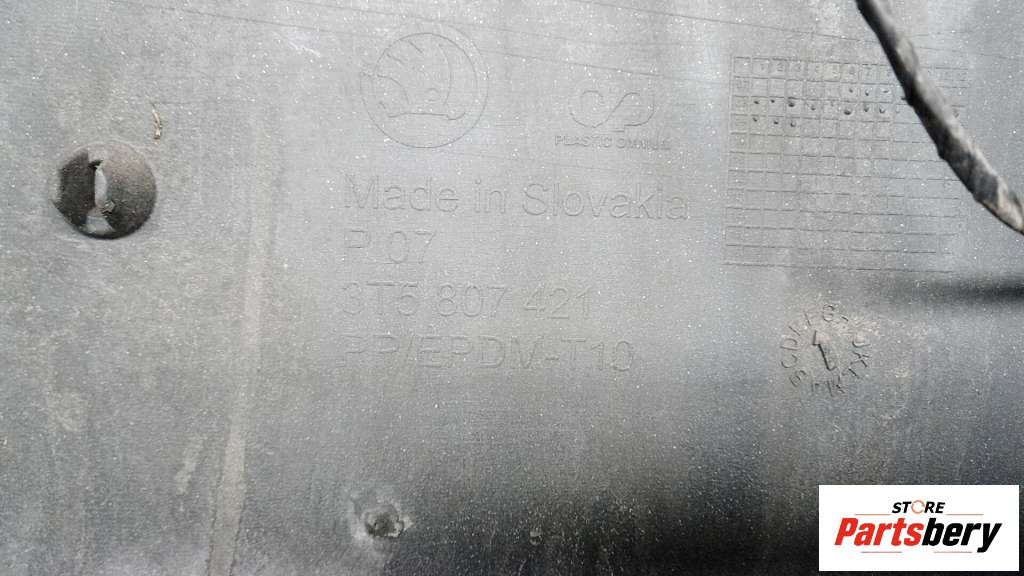 PLASTIC OMNIUM
Made in Slovakia
P 07
3T5 807 421
PP/EPDM-T10
STORE
Partsbery